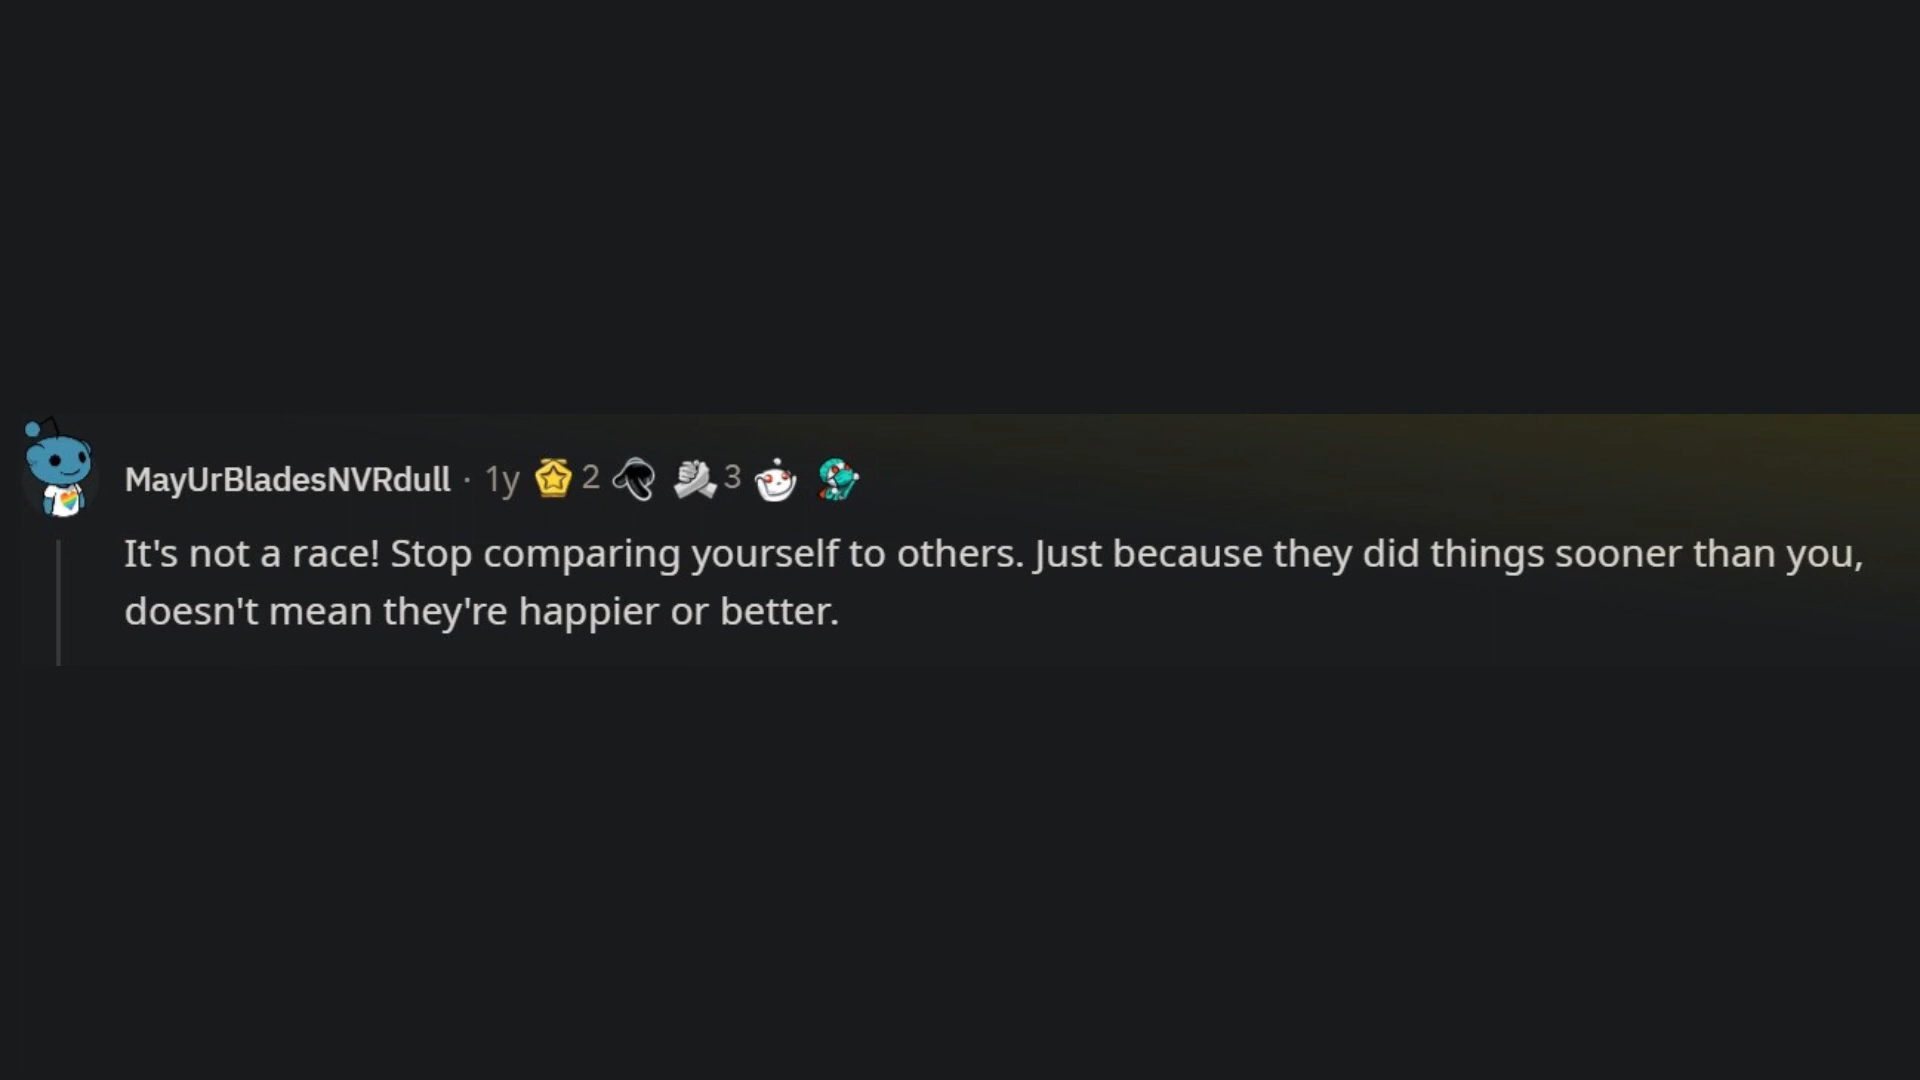 MayUrBladesNVRdull · 1y 2 3
It's not a race! Stop comparing yourself to others. Just because they did things sooner than you,
doesn't mean they're happier or better.